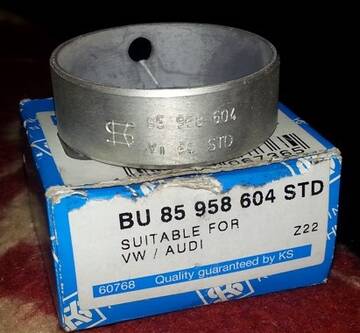 85 958 604
STD
BU 85 958 604 STD
SUITABLE FOR
VW / AUDI
Z22
60768
Quality guaranteed by KS